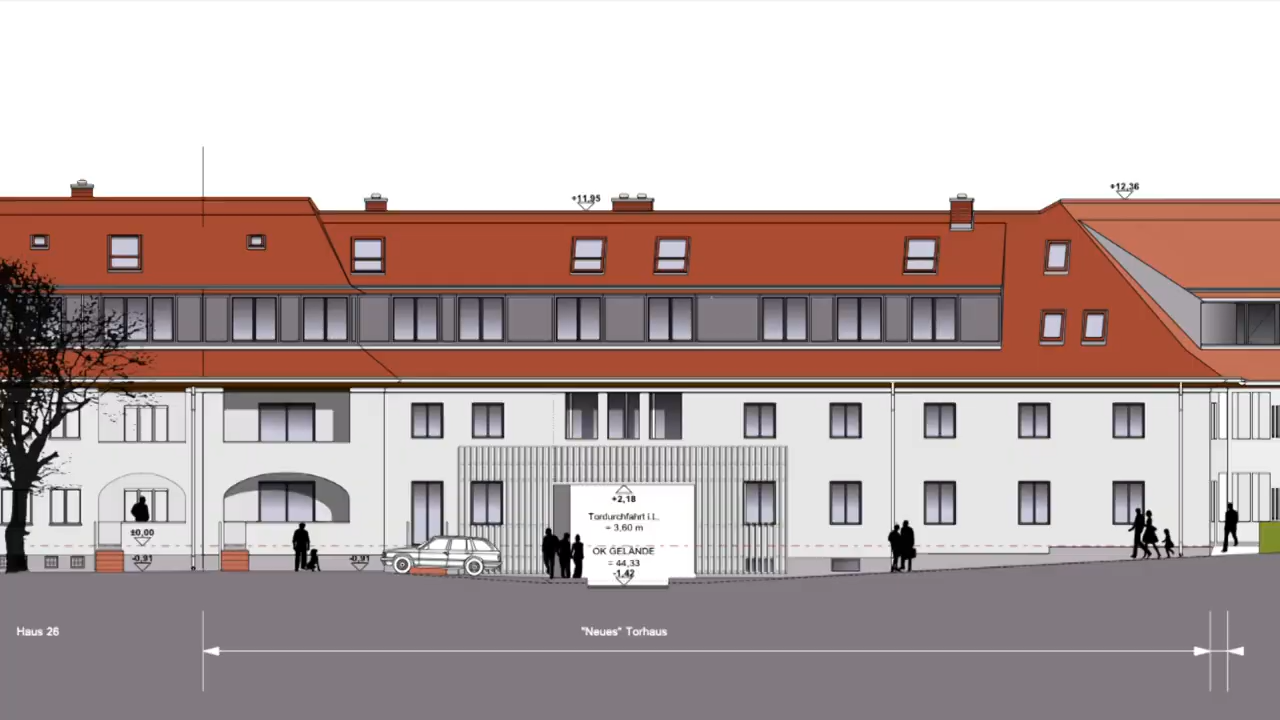 +12,36
+11,95
+2,18
Tordurchfahrt i.L.
= 3,60 m
±0,00
OK GELÄNDE
-0,91
-0,91
= 44,33
-1,42
Haus 26
"Neues" Torhaus